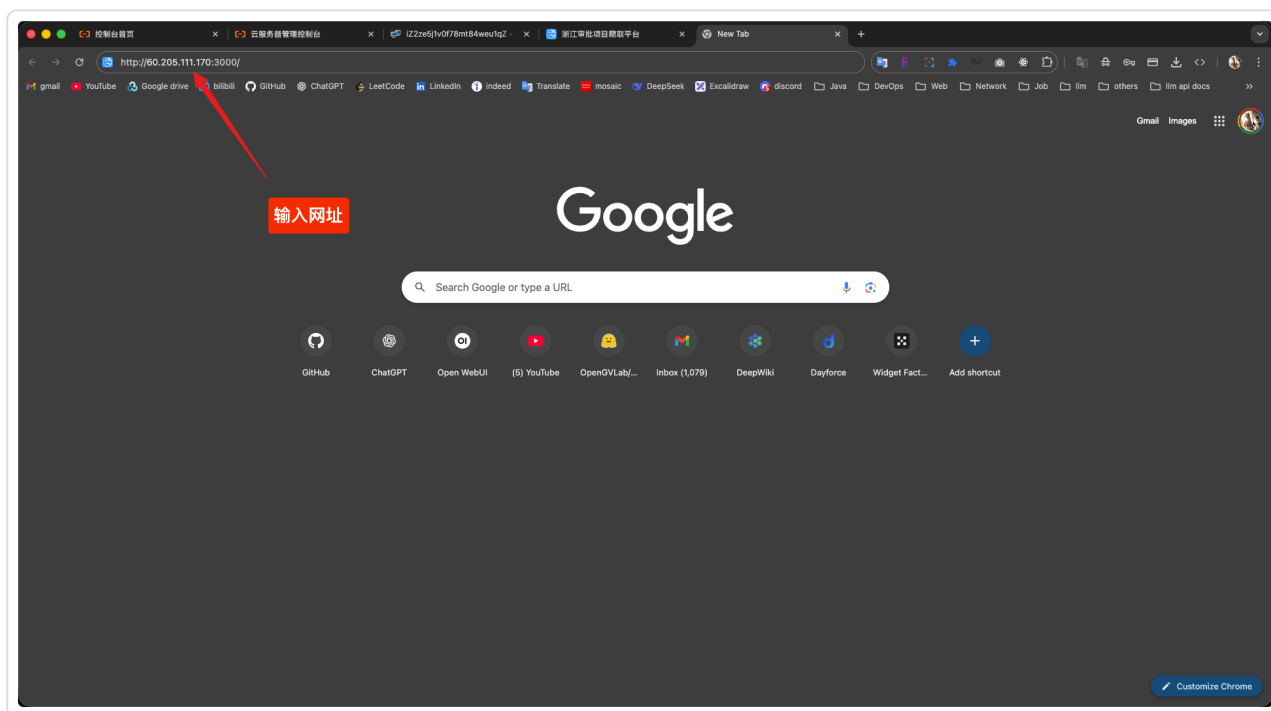 控制台首页
云服务器管理控制台
iZ2ze5j1v0f78mt84weu1qZ -
浙江审批项目爬取平台
New Tab
http://60.205.111.170:3000/
gmail YouTube Google drive bilibili GitHub ChatGPT LeetCode LinkedIn Indeed Translate mosaic DeepSeek Excalidraw discord Java DevOps Web Network Job llm others llm api docs
Gmail Images
输入网址
Google
Search Google or type a URL
GitHub ChatGPT Open WebUI (5) YouTube OpenGVLab/... Inbox (1,079) DeepWiki Dayforce Widget Fact... Add shortcut
Customize Chrome